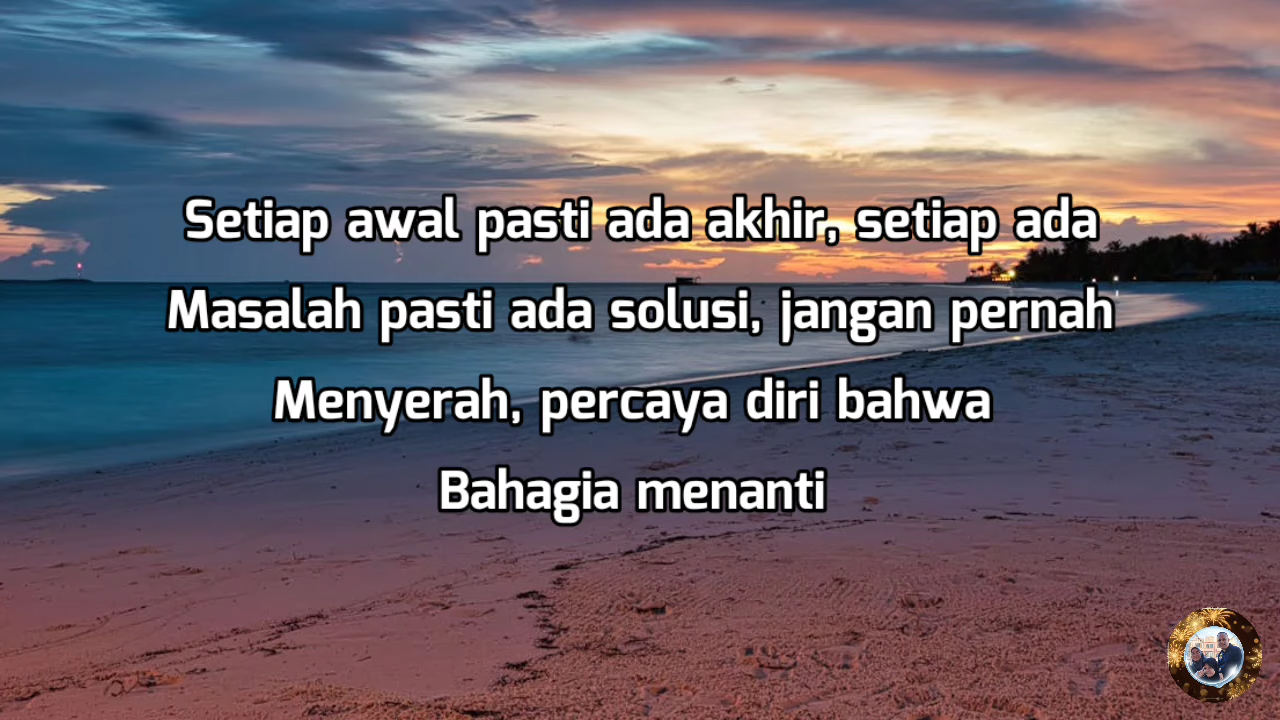 Setiap awal pasti ada akhir, setiap ada
Masalah pasti ada solusi, jangan pernah
Menyerah, percaya diri bahwa
Bahagia menanti